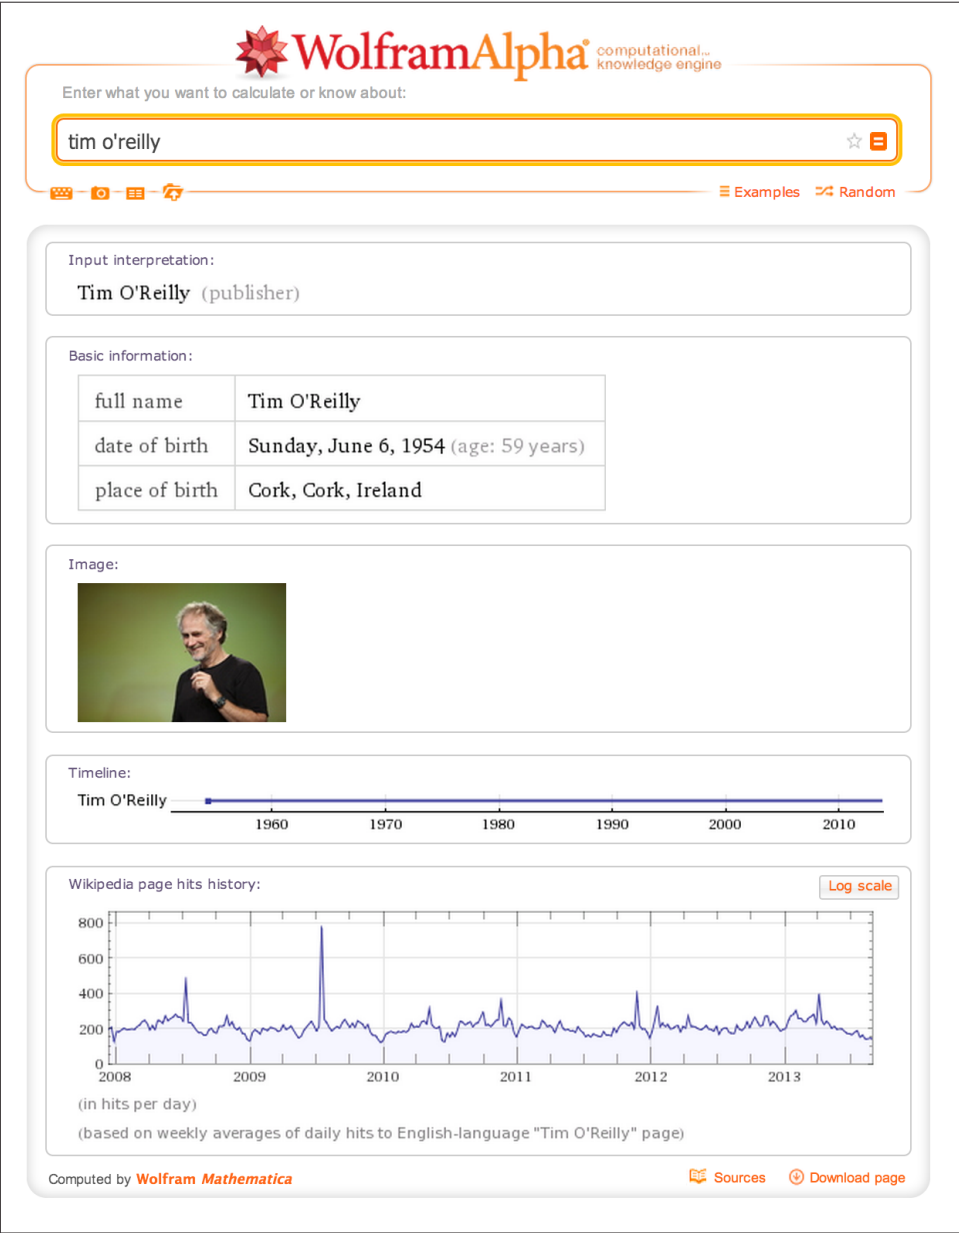 WolframAlpha computational... knowledge engine
Enter what you want to calculate or know about:
tim o'reilly
Examples Random
Input interpretation:
Tim O'Reilly (publisher)
Basic information:
full name Tim O'Reilly
date of birth Sunday, June 6, 1954 (age: 59 years)
place of birth Cork, Cork, Ireland
Image:
Timeline:
Tim O'Reilly
1960 1970 1980 1990 2000 2010
Wikipedia page hits history:
Log scale
800
600
400
200
0
2008 2009 2010 2011 2012 2013
(in hits per day)
(based on weekly averages of daily hits to English-language "Tim O'Reilly" page)
Computed by Wolfram Mathematica
Sources Download page